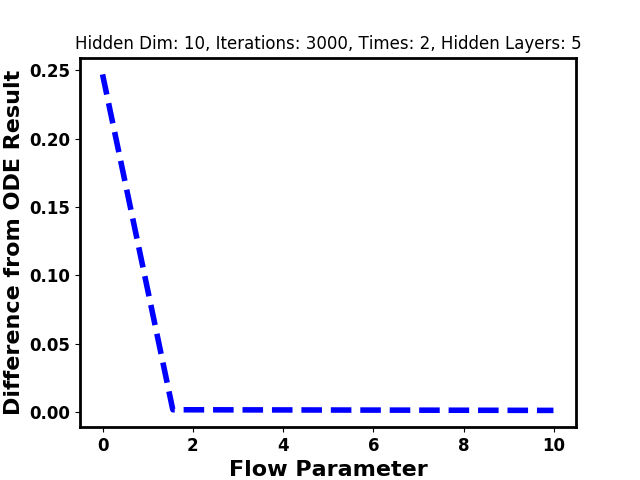 Hidden Dim: 10, Iterations: 3000, Times: 2, Hidden Layers: 5
Difference from ODE Result
0.25
0.20
0.15
0.10
0.05
0.00
0 2 4 6 8 10
Flow Parameter